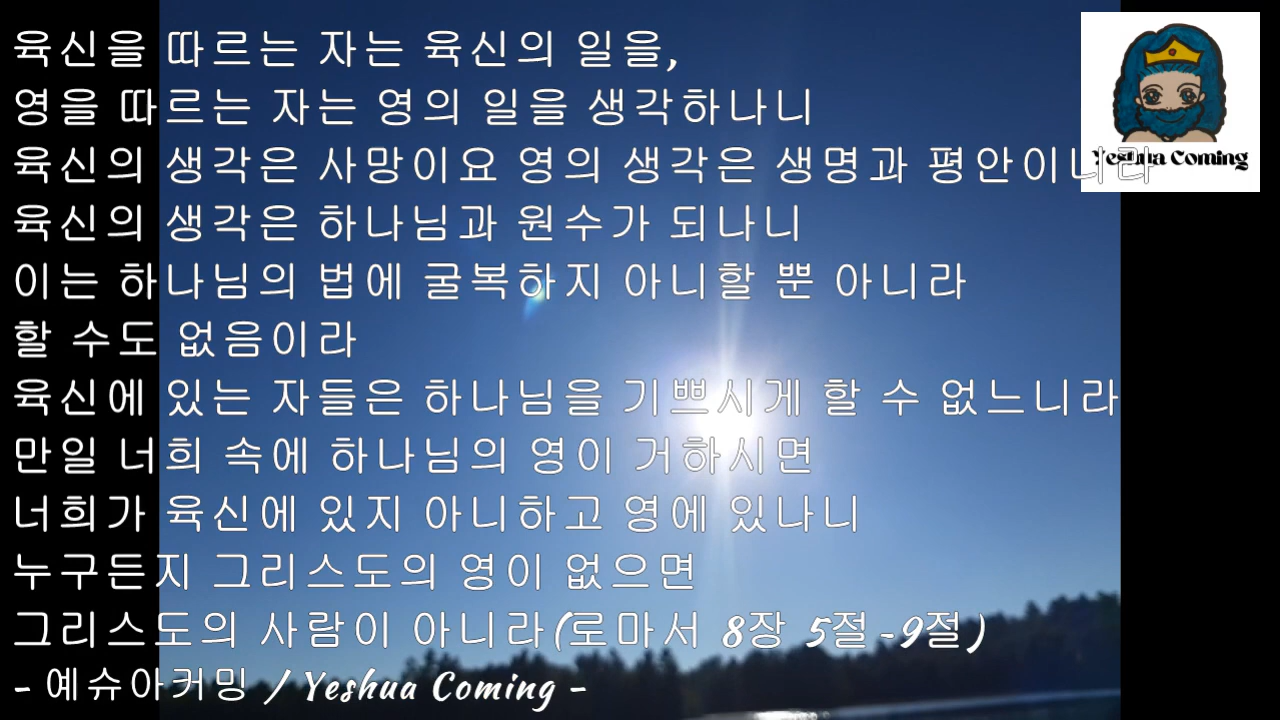 육신을 따르는 자는 육신의 일을,
영을 따르는 자는 영의 일을 생각하나니
육신의 생각은 사망이요 영의 생각은 생명과 평안이니라
육신의 생각은 하나님과 원수가 되나니
이는 하나님의 법에 굴복하지 아니할 뿐 아니라
할 수도 없음이라
육신에 있는 자들은 하나님을 기쁘시게 할 수 없느니라
만일 너희 속에 하나님의 영이 거하시면
너희가 육신에 있지 아니하고 영에 있나니
누구든지 그리스도의 영이 없으면
그리스도의 사람이 아니라(로마서 8장 5절-9절)
- 예슈아커밍 / Yeshua Coming -
Yeshua Coming